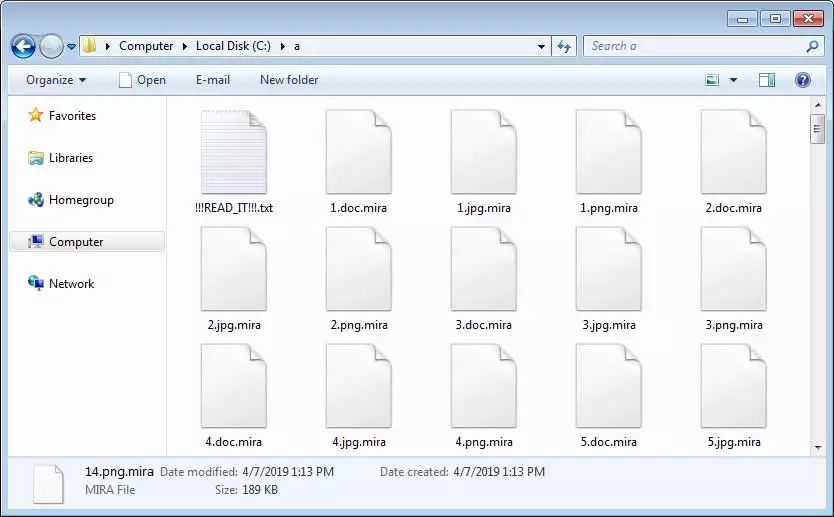 Computer ▸ Local Disk (C:) ▸ a
Search a
Organize
Open
E-mail
New folder
Favorites
Libraries
Homegroup
Computer
Network
!!!READ_IT!!!.txt
1.doc.mira
1.jpg.mira
1.png.mira
2.doc.mira
2.jpg.mira
2.png.mira
3.doc.mira
3.jpg.mira
3.png.mira
4.doc.mira
4.jpg.mira
4.png.mira
5.doc.mira
5.jpg.mira
14.png.mira Date modified: 4/7/2019 1:13 PM Date created: 4/7/2019 1:13 PM
MIRA File Size: 189 KB